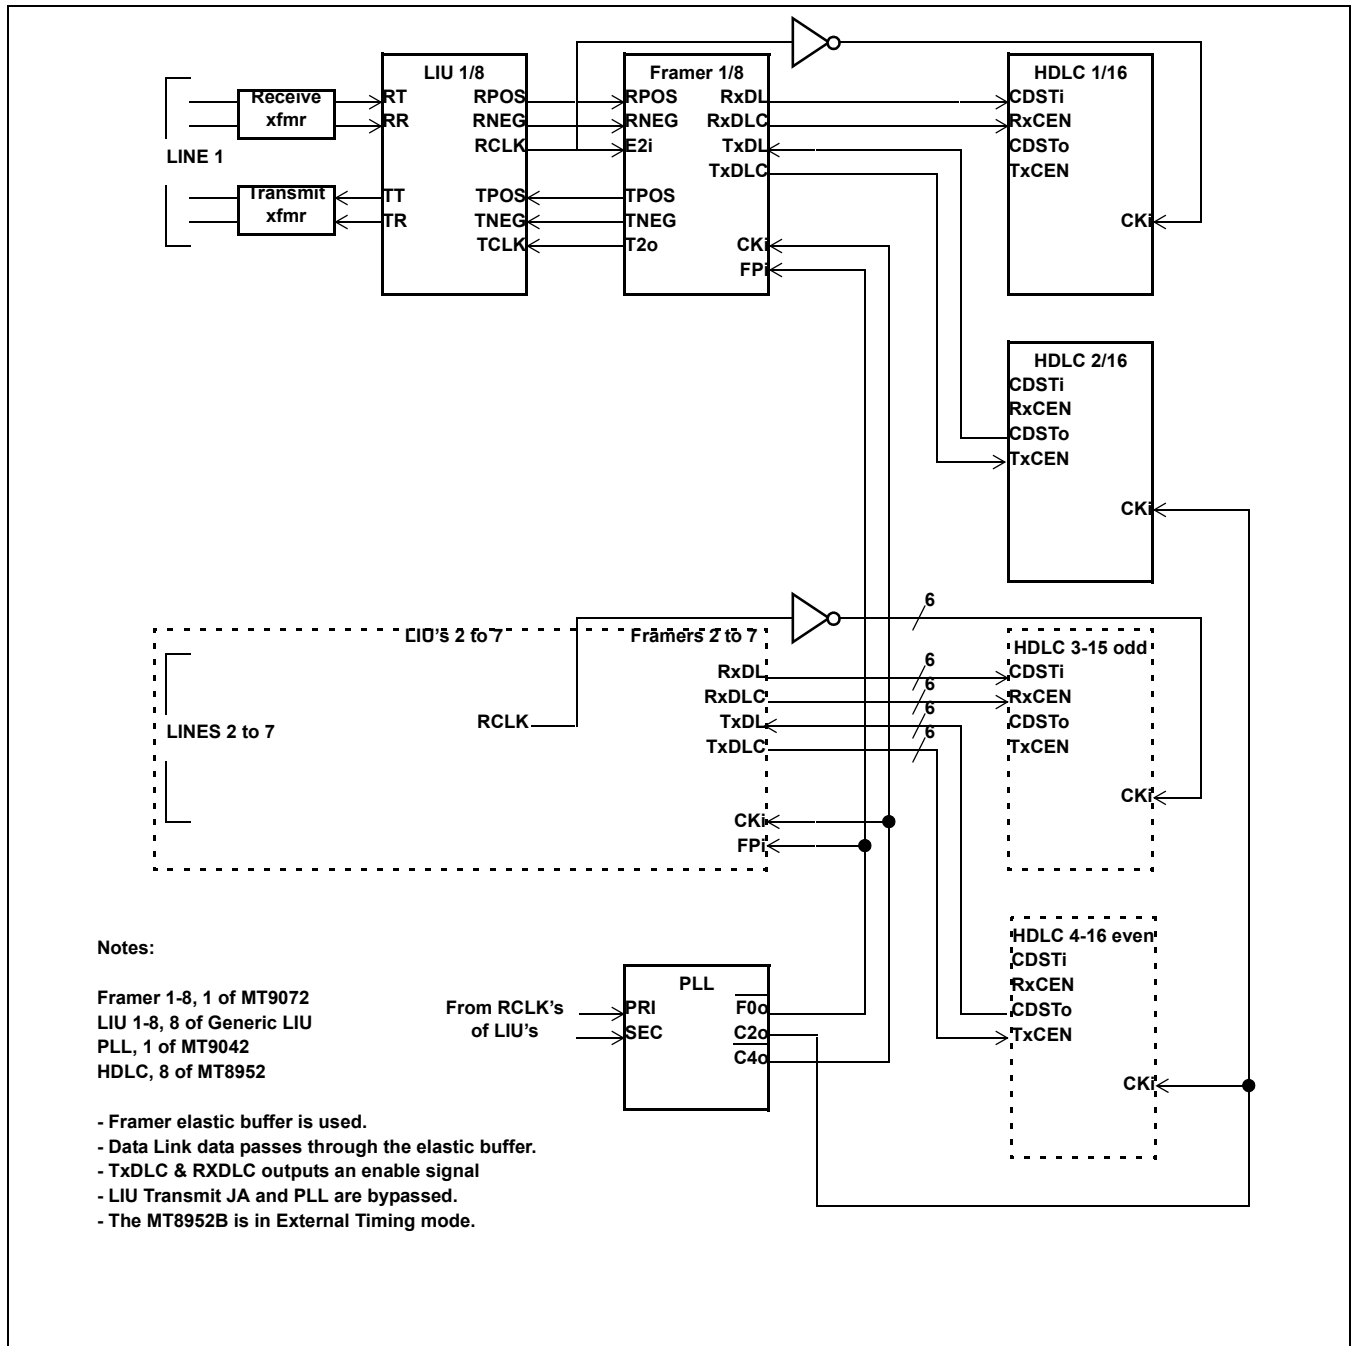 LIU 1/8
Framer 1/8
HDLC 1/16
Receive
xfmr
RT
RR
RPOS
RNEG
RCLK
RPOS
RNEG
E2i
RxDL
RxDLC
TxDL
TxDLC
CDSTi
RxCEN
CDSTo
TxCEN
LINE 1
Transmit
xfmr
TT
TR
TPOS
TNEG
TCLK
TPOS
TNEG
T2o
CKi
FPi
CKi
HDLC 2/16
CDSTi
RxCEN
CDSTo
TxCEN
CKi
6
LIU's 2 to 7
Framers 2 to 7
HDLC 3-15 odd
RxDL
6
CDSTi
RxDLC
6
RxCEN
LINES 2 to 7
RCLK
TxDL
6
CDSTo
TxDLC
6
TxCEN
CKi
CKi
FPi
HDLC 4-16 even
CDSTi
RxCEN
CDSTo
TxCEN
CKi
PLL
From RCLK's
of LIU's
PRI
SEC
F0o
C2o
C4o
Notes:
Framer 1-8, 1 of MT9072
LIU 1-8, 8 of Generic LIU
PLL, 1 of MT9042
HDLC, 8 of MT8952
- Framer elastic buffer is used.
- Data Link data passes through the elastic buffer.
- TxDLC & RXDLC outputs an enable signal
- LIU Transmit JA and PLL are bypassed.
- The MT8952B is in External Timing mode.